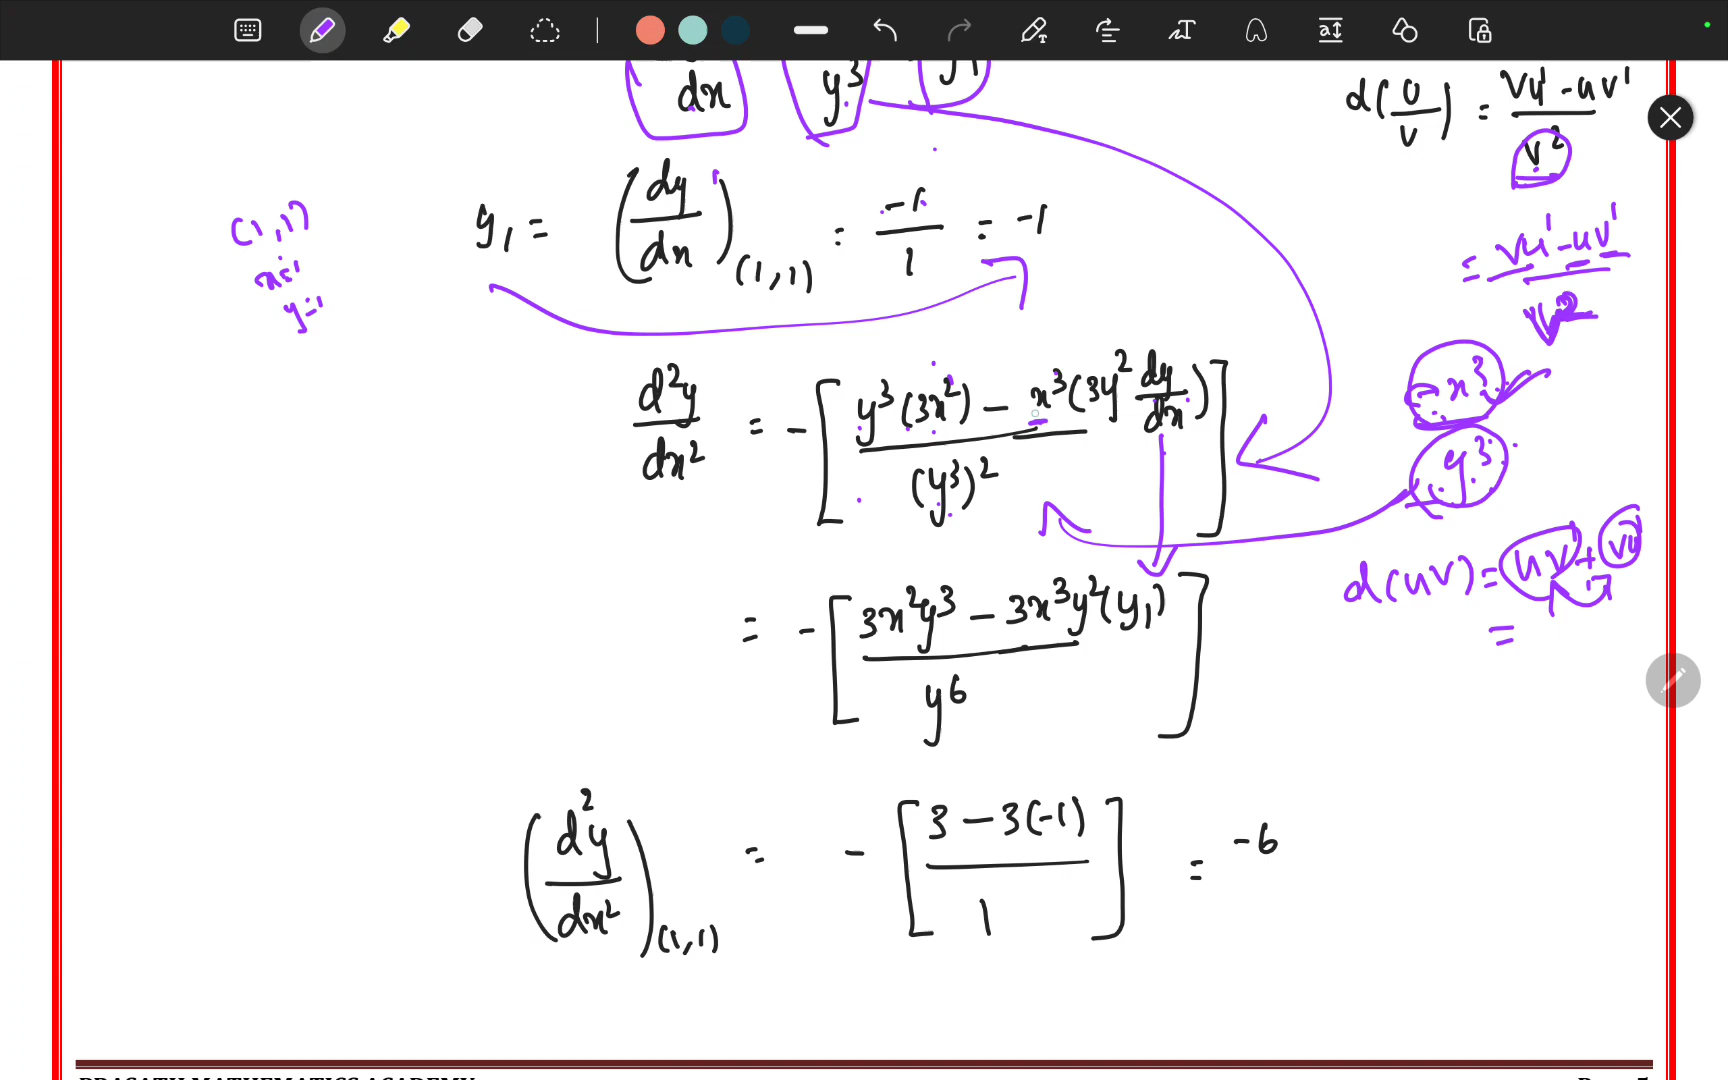 dx y³ y₁
d(u/v) = (vu' - uv')/v²
= (vu' - uv')/v²
(1,1)
x=1
y=1
y₁ = (dy/dx)(1,1) = -1/1 = -1
d²y/dx² = -[(y³(3x²) - x³(3y² dy/dx))/(y³)²]
-x³
y³
d(uv) = uv' + vu'
=
= -[(3x²y³ - 3x³y²(y₁))/y⁶]
(d²y/dx²)(1,1) = -[(3 - 3(-1))/1] = -6